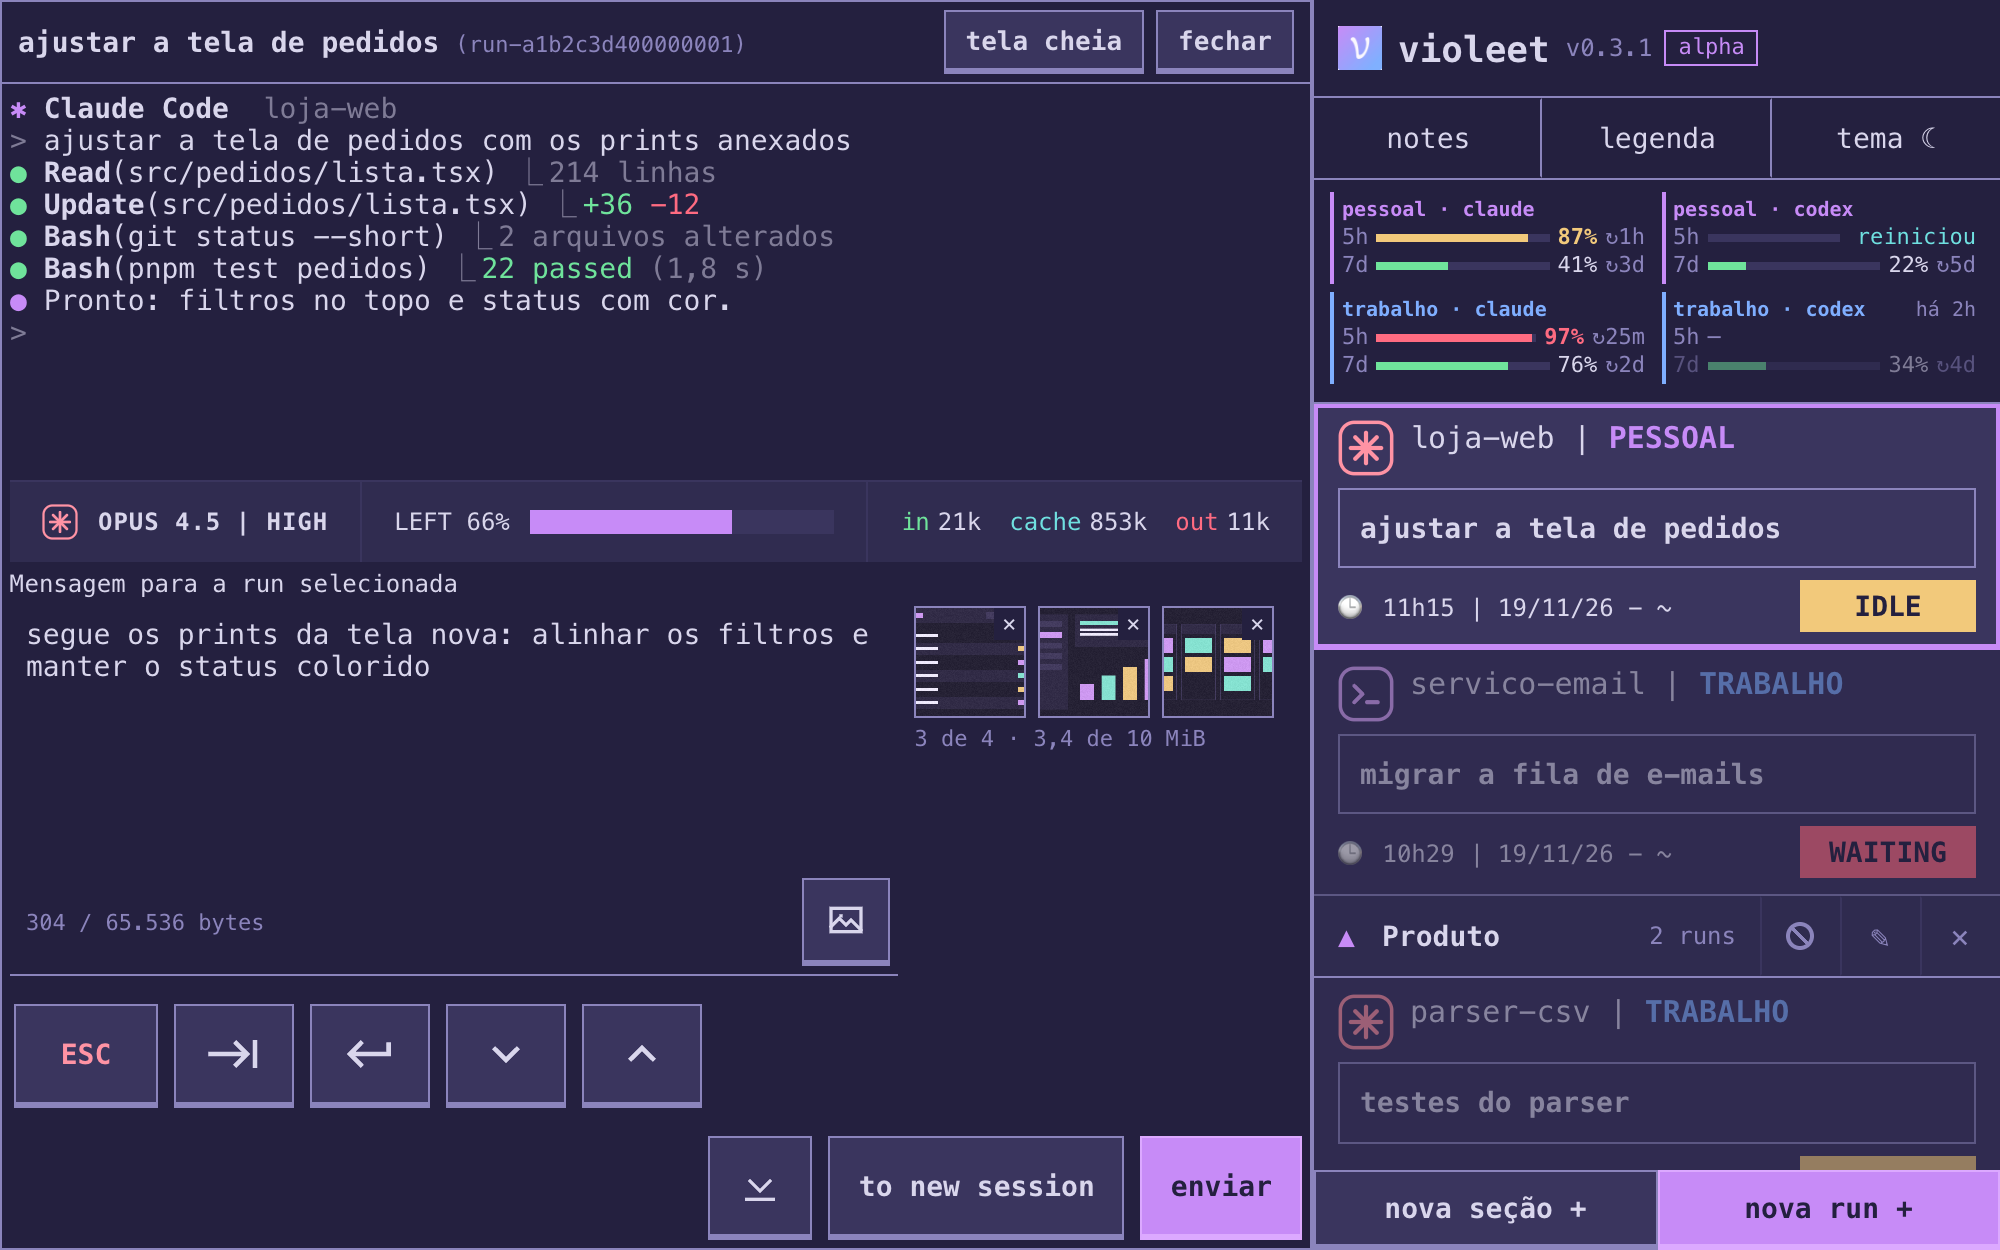 ajustar a tela de pedidos (run-a1b2c3d400000001)
tela cheia
fechar
✱ Claude Code loja-web
> ajustar a tela de pedidos com os prints anexados
● Read(src/pedidos/lista.tsx) ⎿ 214 linhas
● Update(src/pedidos/lista.tsx) ⎿ +36 −12
● Bash(git status --short) ⎿ 2 arquivos alterados
● Bash(pnpm test pedidos) ⎿ 22 passed (1,8 s)
● Pronto: filtros no topo e status com cor.
>
OPUS 4.5 | HIGH
LEFT 66%
in 21k cache 853k out 11k
Mensagem para a run selecionada
segue os prints da tela nova: alinhar os filtros e
manter o status colorido
× × ×
3 de 4 · 3,4 de 10 MiB
304 / 65.536 bytes
ESC
to new session
enviar
violeet v0.3.1 alpha
notes
legenda
tema ☾
pessoal · claude
5h 87% ↻1h
7d 41% ↻3d
pessoal · codex
5h reiniciou
7d 22% ↻5d
trabalho · claude
5h 97% ↻25m
7d 76% ↻2d
trabalho · codex há 2h
5h —
7d 34% ↻4d
loja-web | PESSOAL
ajustar a tela de pedidos
11h15 | 19/11/26 — ~
IDLE
servico-email | TRABALHO
migrar a fila de e-mails
10h29 | 19/11/26 — ~
WAITING
▲ Produto 2 runs ✎ ×
parser-csv | TRABALHO
testes do parser
nova seção +
nova run +